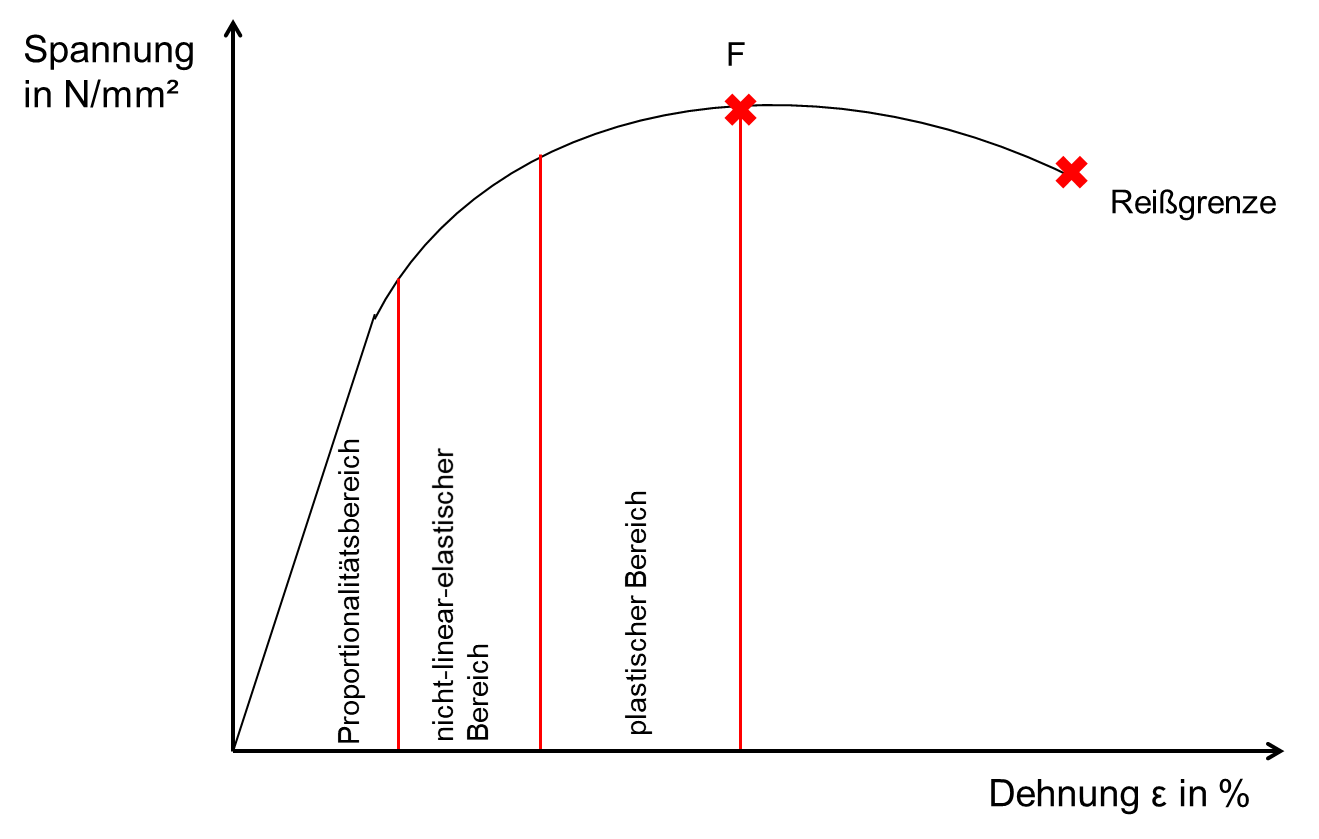 Spannung
in N/mm²
F
Reißgrenze
Proportionalitätsbereich
nicht-linear-elastischer
Bereich
plastischer Bereich
Dehnung ε in %